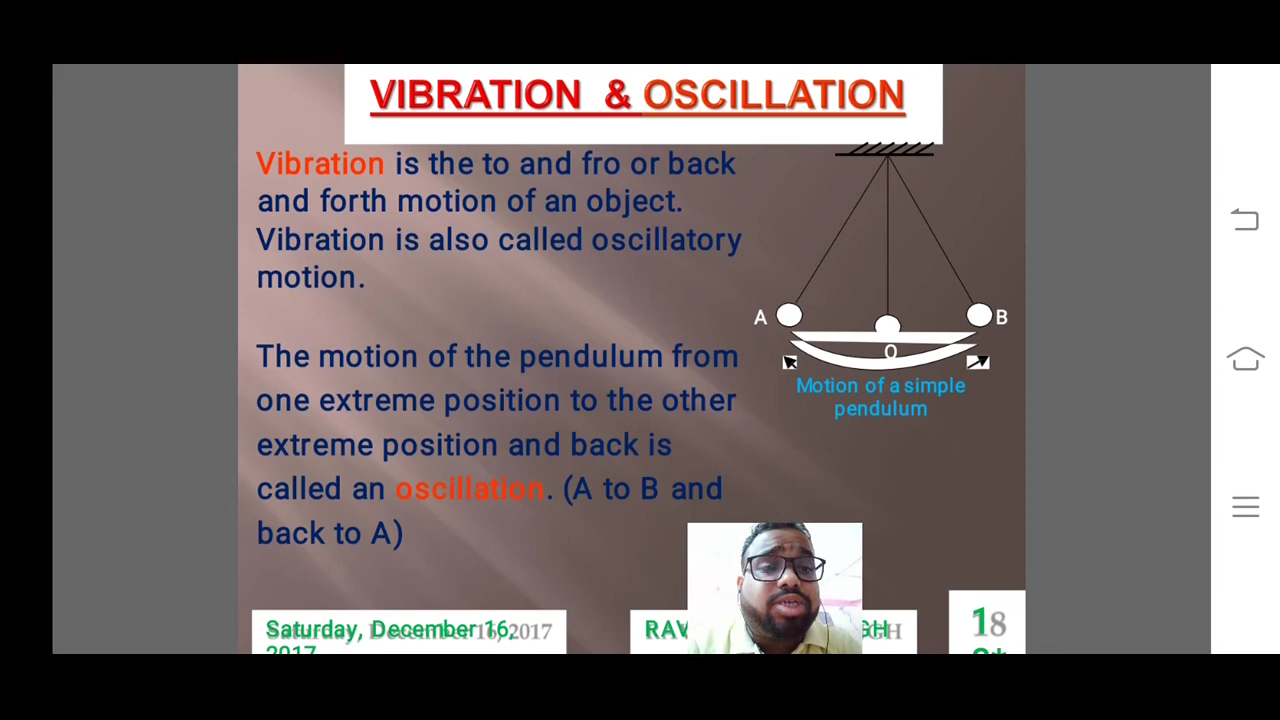 VIBRATION & OSCILLATION
Vibration is the to and fro or back
and forth motion of an object.
Vibration is also called oscillatory
motion.
The motion of the pendulum from
one extreme position to the other
extreme position and back is
called an oscillation. (A to B and
back to A)
A
B
O
Motion of a simple
pendulum
Saturday, December 16,
2017
18